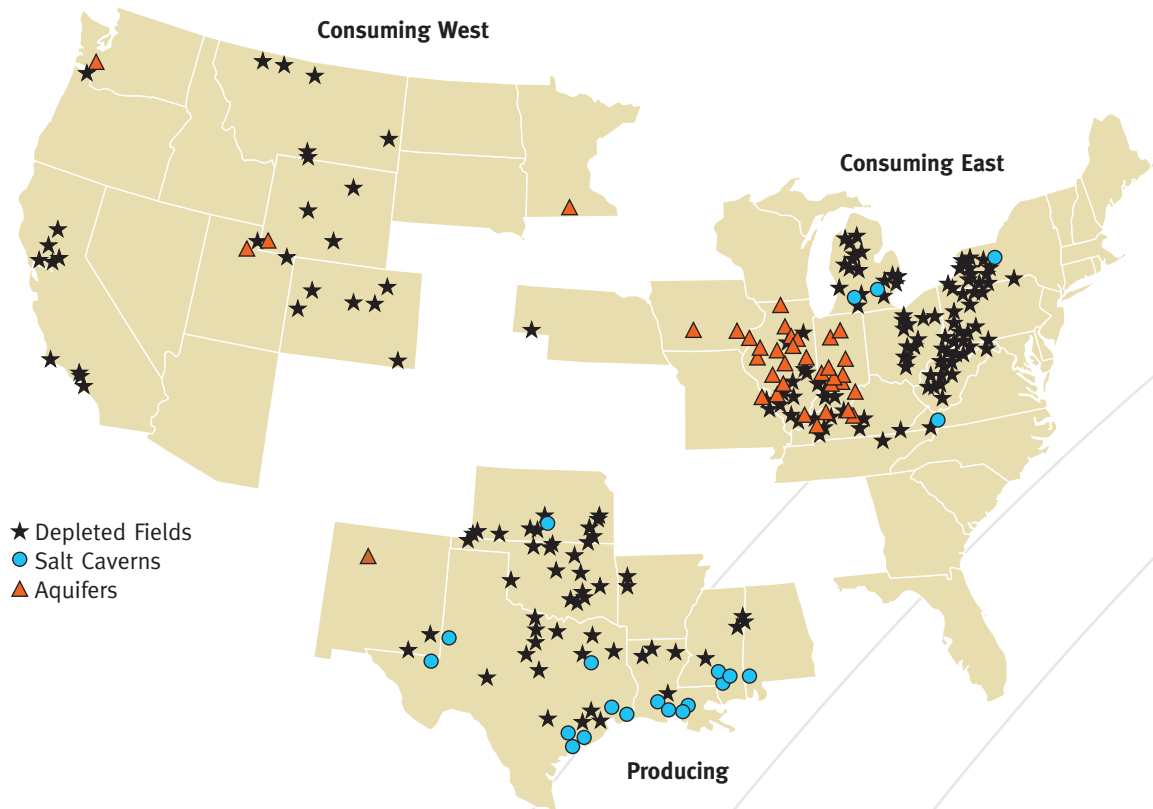 Consuming West
Consuming East
Depleted Fields
Salt Caverns
Aquifers
Producing